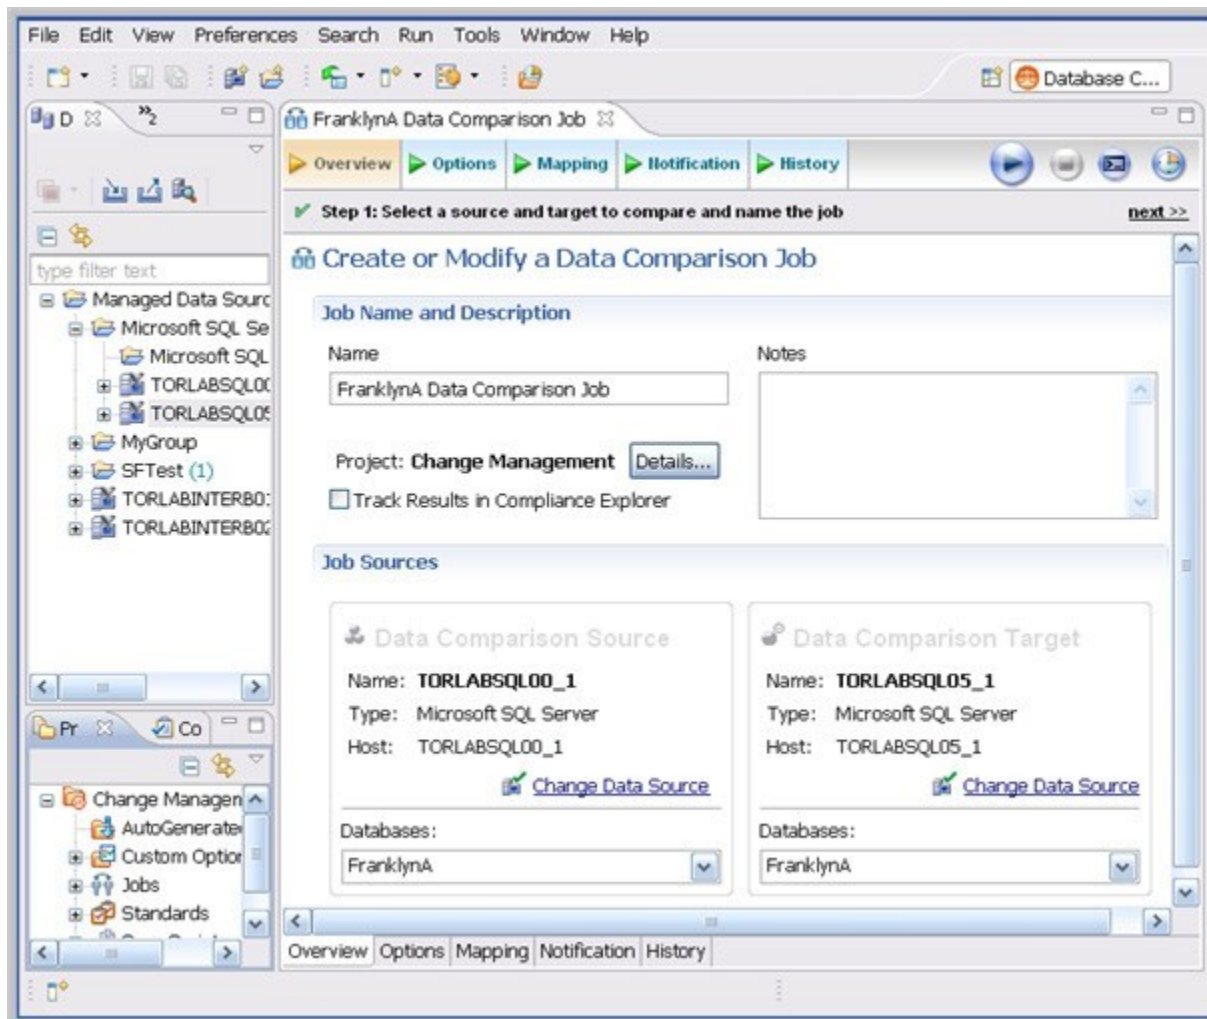 File Edit View Preferences Search Run Tools Window Help
Database C...
D
»2
FranklynA Data Comparison Job
Overview Options Mapping Notification History
Step 1: Select a source and target to compare and name the job
next >>
type filter text
Managed Data Sourc
Microsoft SQL Se
Microsoft SQL
TORLABSQL00
TORLABSQL05
MyGroup
SFTest (1)
TORLABINTERB01
TORLABINTERB02
Create or Modify a Data Comparison Job
Job Name and Description
Name
FranklynA Data Comparison Job
Notes
Project: Change Management
Details...
Track Results in Compliance Explorer
Job Sources
Data Comparison Source
Name: TORLABSQL00_1
Type: Microsoft SQL Server
Host: TORLABSQL00_1
Change Data Source
Databases:
FranklynA
Data Comparison Target
Name: TORLABSQL05_1
Type: Microsoft SQL Server
Host: TORLABSQL05_1
Change Data Source
Databases:
FranklynA
Pr
Co
Change Managen
AutoGenerate
Custom Option
Jobs
Standards
Overview Options Mapping Notification History